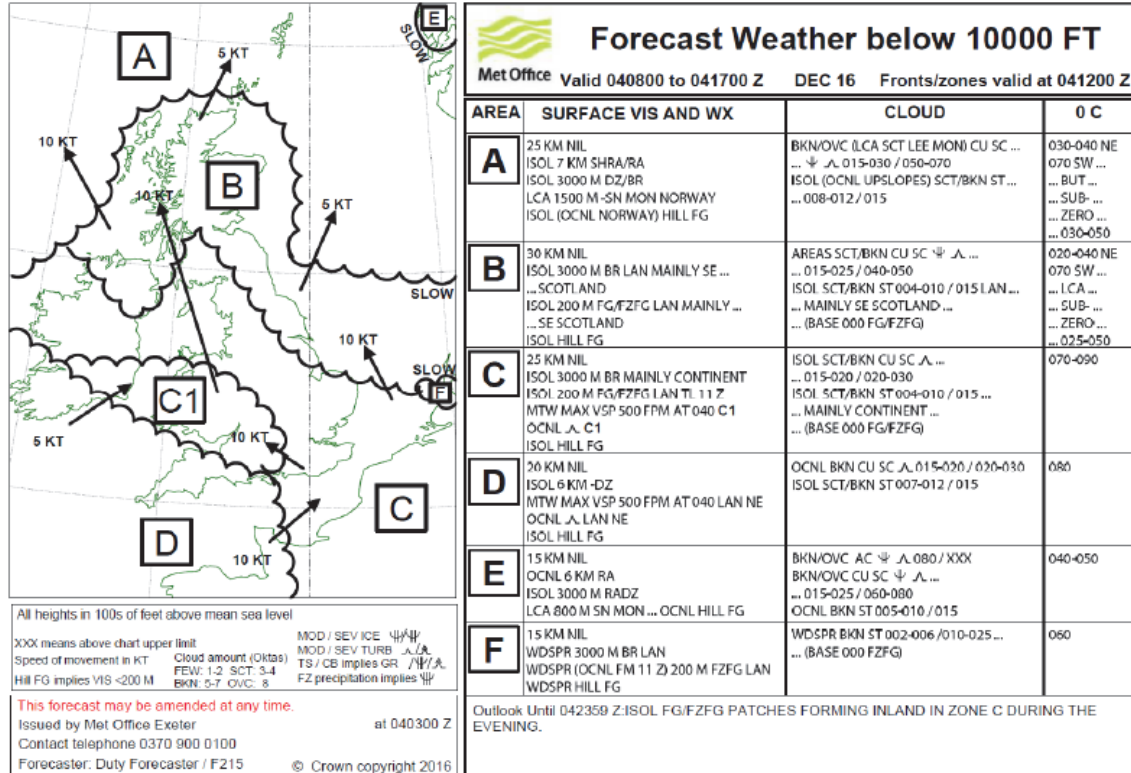 E
SLOW
A
5 KT
10 KT
B
10 KT
5 KT
SLOW
10 KT
SLOW
F
C1
5 KT
10 KT
C
D
10 KT
All heights in 100s of feet above mean sea level
XXX means above chart upper limit
Speed of movement in KT
Hill FG implies VIS <200 M
Cloud amount (Oktas)
FEW: 1-2 SCT: 3-4
BKN: 5-7 OVC: 8
MOD / SEV ICE
MOD / SEV TURB
TS / CB implies GR
FZ precipitation implies
This forecast may be amended at any time.
Issued by Met Office Exeter at 040300 Z
Contact telephone 0370 900 0100
Forecaster: Duty Forecaster / F215 © Crown copyright 2016
Met Office
Forecast Weather below 10000 FT
Valid 040800 to 041700 Z DEC 16 Fronts/zones valid at 041200 Z
AREA SURFACE VIS AND WX CLOUD 0 C
A
25 KM NIL
ISOL 7 KM SHRA/RA
ISOL 3000 M DZ/BR
LCA 1500 M -SN MON NORWAY
ISOL (OCNL NORWAY) HILL FG
BKN/OVC (LCA SCT LEE MON) CU SC ...
... 015-030 / 050-070
ISOL (OCNL UPSLOPES) SCT/BKN ST ...
... 008-012 / 015
030-040 NE
070 SW ...
... BUT ...
... SUB- ...
... ZERO ...
... 030-050
B
30 KM NIL
ISOL 3000 M BR LAN MAINLY SE ...
... SCOTLAND
ISOL 200 M FG/FZFG LAN MAINLY ...
... SE SCOTLAND
ISOL HILL FG
AREAS SCT/BKN CU SC ...
... 015-025 / 040-050
ISOL SCT/BKN ST 004-010 / 015 LAN ...
... MAINLY SE SCOTLAND ...
... (BASE 000 FG/FZFG)
020-040 NE
070 SW ...
... LCA ...
... SUB- ...
... ZERO ...
... 025-050
C
25 KM NIL
ISOL 3000 M BR MAINLY CONTINENT
ISOL 200 M FG/FZFG LAN TL 11 Z
MTW MAX VSP 500 FPM AT 040 C1
OCNL C1
ISOL HILL FG
ISOL SCT/BKN CU SC ...
... 015-020 / 020-030
ISOL SCT/BKN ST 004-010 / 015 ...
... MAINLY CONTINENT ...
... (BASE 000 FG/FZFG)
070-090
D
20 KM NIL
ISOL 6 KM -DZ
MTW MAX VSP 500 FPM AT 040 LAN NE
OCNL LAN NE
ISOL HILL FG
OCNL BKN CU SC 015-020 / 020-030
ISOL SCT/BKN ST 007-012 / 015
080
E
15 KM NIL
OCNL 6 KM RA
ISOL 3000 M RADZ
LCA 800 M SN MON ... OCNL HILL FG
BKN/OVC AC 080 / XXX
BKN/OVC CU SC ...
... 015-025 / 060-080
OCNL BKN ST 005-010 / 015
040-050
F
15 KM NIL
WDSPR 3000 M BR LAN
WDSPR (OCNL FM 11 Z) 200 M FZFG LAN
WDSPR HILL FG
WDSPR BKN ST 002-006 /010-025 ...
... (BASE 000 FZFG)
060
Outlook Until 042359 Z:ISOL FG/FZFG PATCHES FORMING INLAND IN ZONE C DURING THE
EVENING.